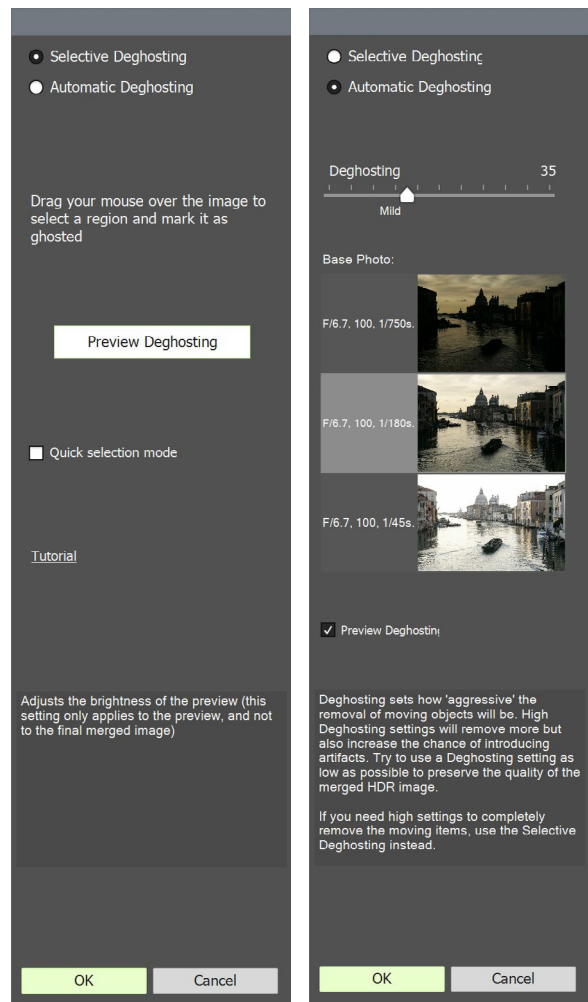 Selective Deghosting
Automatic Deghosting
Drag your mouse over the image to
select a region and mark it as
ghosted
Preview Deghosting
Quick selection mode
Tutorial
Adjusts the brightness of the preview (this
setting only applies to the preview, and not
to the final merged image)
OK
Cancel
Selective Deghosting
Automatic Deghosting
Deghosting
35
Mild
Base Photo:
F/6.7, 100, 1/750s.
F/6.7, 100, 1/180s.
F/6.7, 100, 1/45s.
Preview Deghosting
Deghosting sets how 'aggressive' the
removal of moving objects will be. High
Deghosting settings will remove more but
also increase the chance of introducing
artifacts. Try to use a Deghosting setting as
low as possible to preserve the quality of the
merged HDR image.
If you need high settings to completely
remove the moving items, use the Selective
Deghosting instead.
OK
Cancel